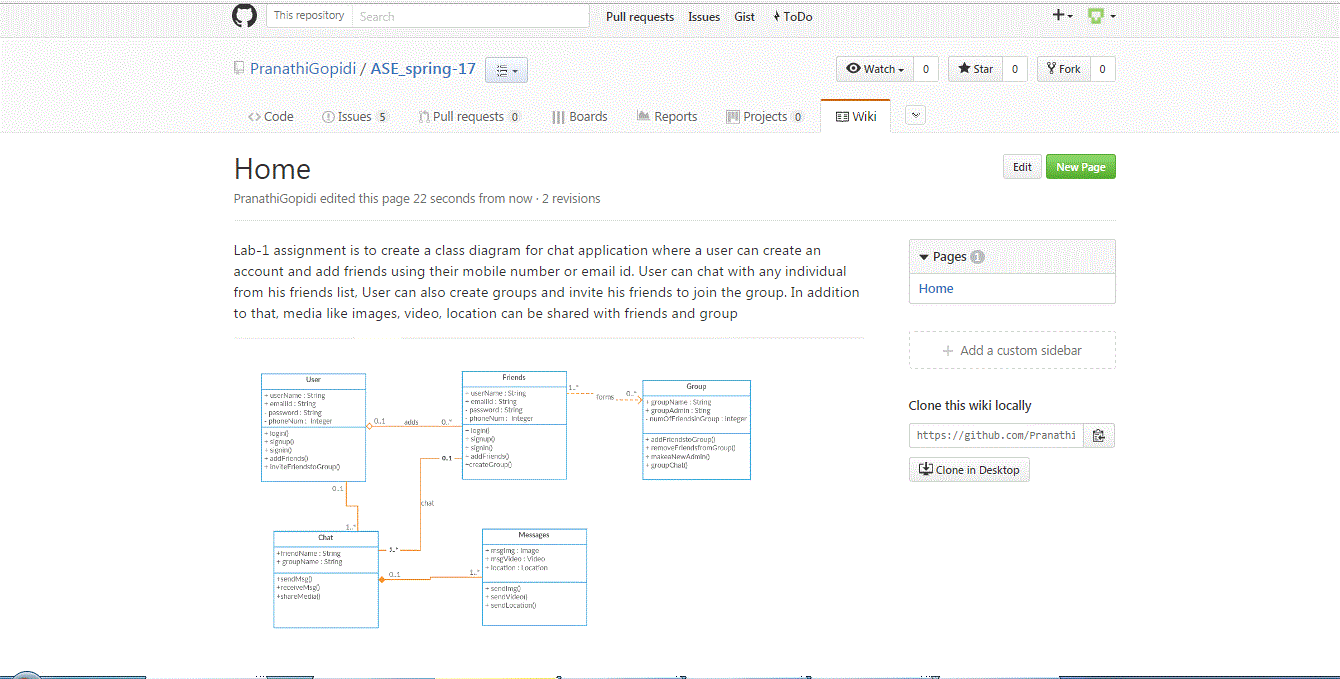 This repository Search Pull requests Issues Gist ToDo
PranathiGopidi / ASE_spring-17
Watch 0 Star 0 Fork 0
Code Issues 5 Pull requests 0 Boards Reports Projects 0 Wiki
Home
Edit New Page
PranathiGopidi edited this page 22 seconds from now · 2 revisions
Lab-1 assignment is to create a class diagram for chat application where a user can create an
account and add friends using their mobile number or email id. User can chat with any individual
from his friends list, User can also create groups and invite his friends to join the group. In addition
to that, media like images, video, location can be shared with friends and group
User
+ userName : String
+ emailid : String
- password : String
- phoneNum : Integer
+ login()
+ signup()
+ signin()
+ addFriends()
+ inviteFriendstoGroup()
0..1 adds 0..*
Friends
- userName : String
+ emailid : String
- password : String
- phoneNum : Integer
- login()
+ signup()
- signin()
- addFriends()
+createGroup()
1..* forms 0..*
Group
+ groupName : String
+ groupAdmin : String
- numOfFriendsinGroup : Integer
+ addFriendstoGroup()
+ removeFriendsfromGroup()
+ makeaNewAdmin()
+ groupChat()
0..1
chat
0..1
1..*
Chat
+friendName : String
+ groupName : String
+sendMsg()
+receiveMsg()
+shareMedia()
0..1 1..*
Messages
+ msgImg : Image
+ msgVideo : Video
+ location : Location
+ sendImg()
+ sendVideo()
+ sendLocation()
Pages 1
Home
+ Add a custom sidebar
Clone this wiki locally
https://github.com/Pranathi
Clone in Desktop